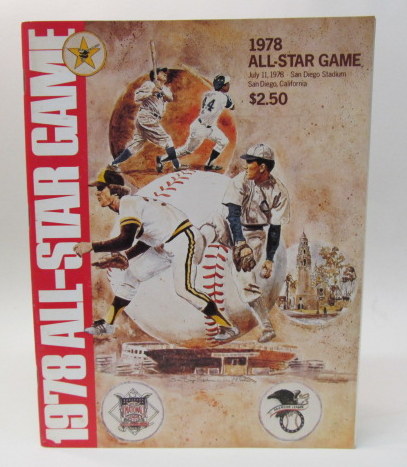 1978 ALL-STAR GAME
1978
ALL-STAR GAME
July 11, 1978 San Diego Stadium
San Diego, California
$2.50
44